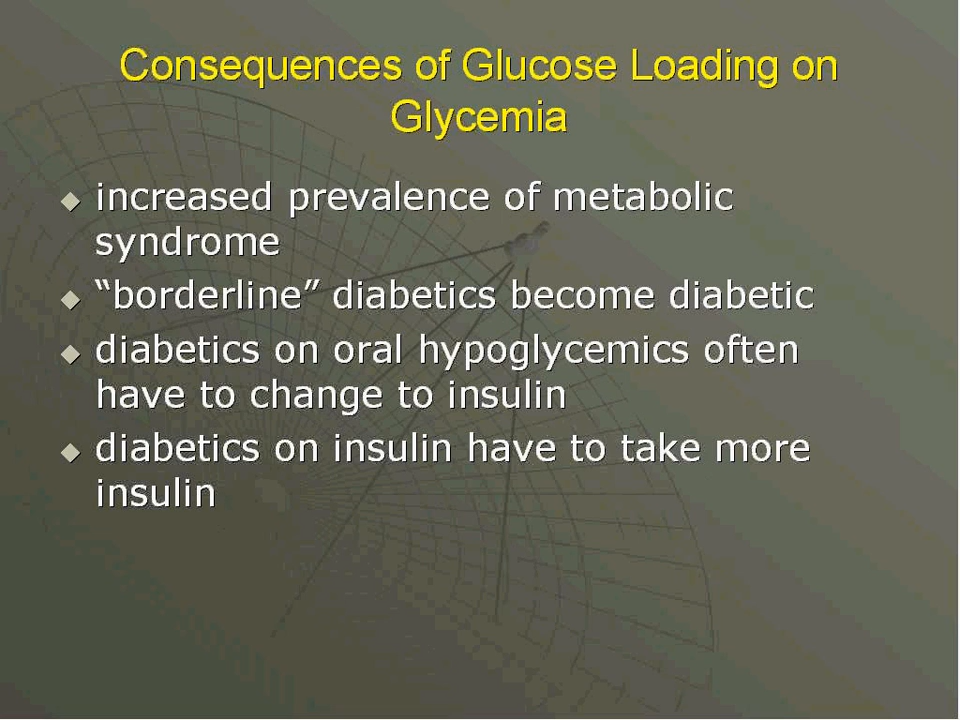 Consequences of Glucose Loading on
Glycemia
increased prevalence of metabolic
syndrome
“borderline” diabetics become diabetic
diabetics on oral hypoglycemics often
have to change to insulin
diabetics on insulin have to take more
insulin